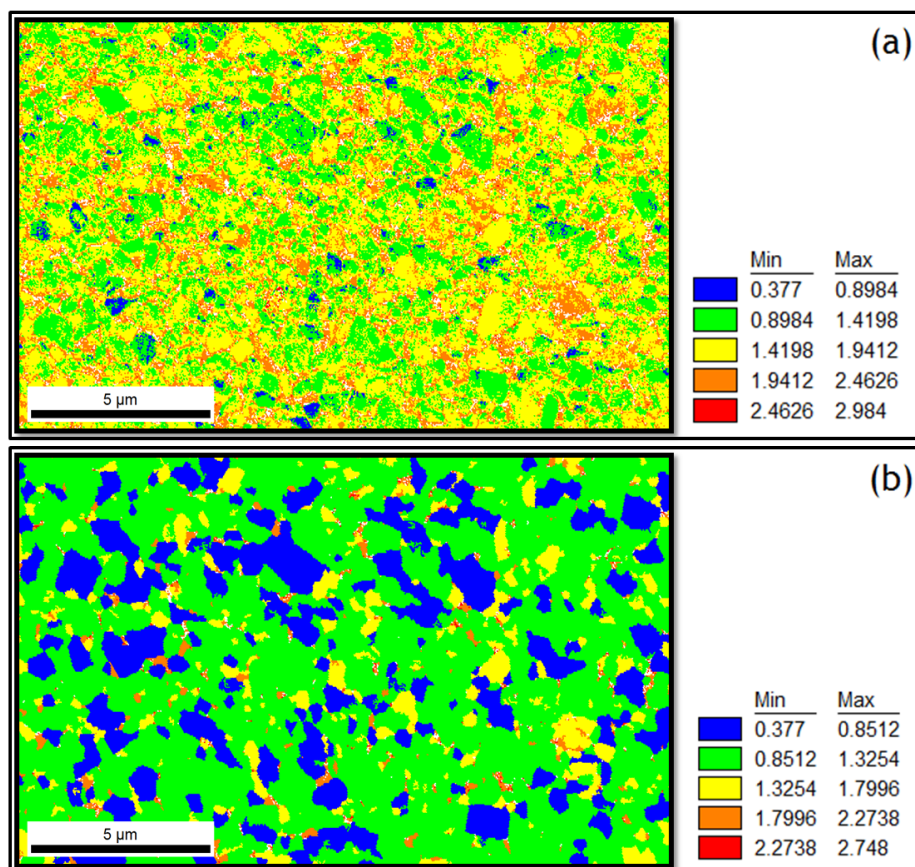 (a)
Min Max
0.377 0.8984
0.8984 1.4198
1.4198 1.9412
1.9412 2.4626
2.4626 2.984
5 µm
(b)
Min Max
0.377 0.8512
0.8512 1.3254
1.3254 1.7996
1.7996 2.2738
2.2738 2.748
5 µm